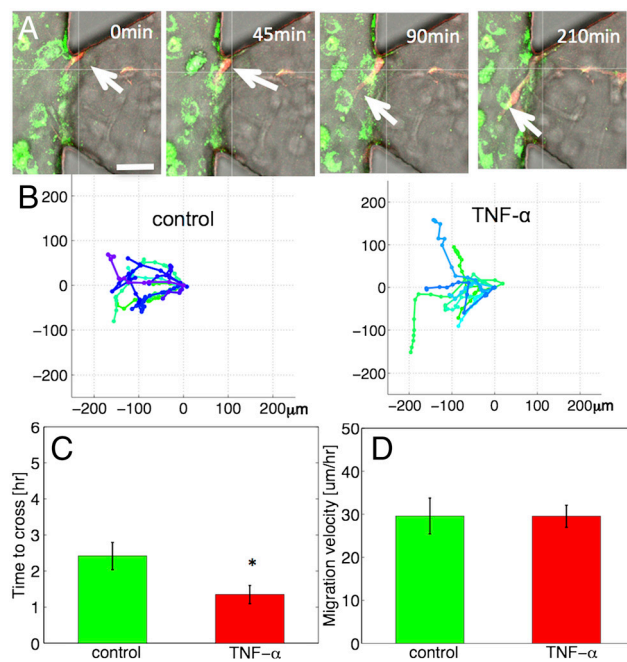 A
0min
45min
90min
210min
B
control
200
100
0
-100
-200
-200
-100
0
100
200μm
TNF-α
200
100
0
-100
-200
-200
-100
0
100
200μm
C
Time to cross [hr]
6
5
4
3
2
1
0
*
control
TNF-α
D
Migration velocity [um/hr]
50
40
30
20
10
0
control
TNF-α